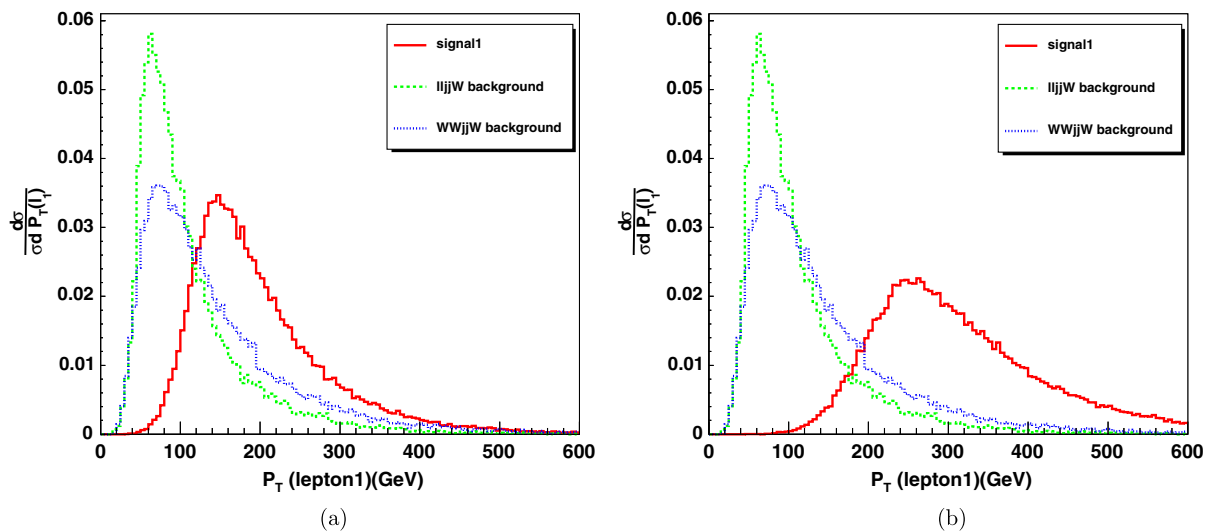 0.06
0.05
0.04
0.03
0.02
0.01
0
dσ
σd P_T(l_1)
signal1
lljjW background
WWjjW background
0 100 200 300 400 500 600
P_T (lepton1)(GeV)
(a)
0.06
0.05
0.04
0.03
0.02
0.01
0
dσ
σd P_T(l_1)
signal1
lljjW background
WWjjW background
0 100 200 300 400 500 600
P_T (lepton1)(GeV)
(b)